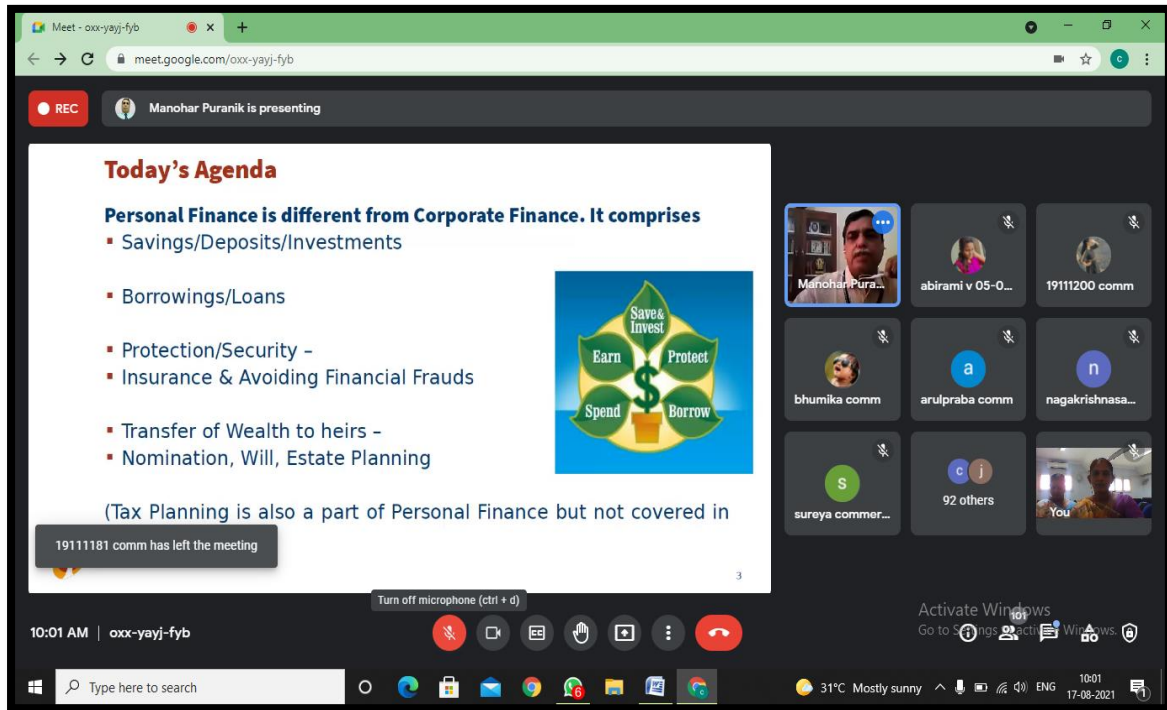 Meet - oxx-yayj-fyb
meet.google.com/oxx-yayj-fyb
C
REC
Manohar Puranik is presenting
Today's Agenda
Personal Finance is different from Corporate Finance. It comprises
▪ Savings/Deposits/Investments
▪ Borrowings/Loans
▪ Protection/Security –
▪ Insurance & Avoiding Financial Frauds
▪ Transfer of Wealth to heirs –
▪ Nomination, Will, Estate Planning
(Tax Planning is also a part of Personal Finance but not covered in
Save &
Invest
Earn
Protect
Spend
Borrow
$
3
19111181 comm has left the meeting
Manohar Pura...
abirami v 05-0...
19111200 comm
bhumika comm
a
arulpraba comm
n
nagakrishnasa...
S
sureya commer...
c j
92 others
You
Turn off microphone (ctrl + d)
10:01 AM | oxx-yayj-fyb
CC
Activate Windows
101
Go to Settings to activate Windows.
Type here to search
6
31°C Mostly sunny
ENG
10:01
17-08-2021
1